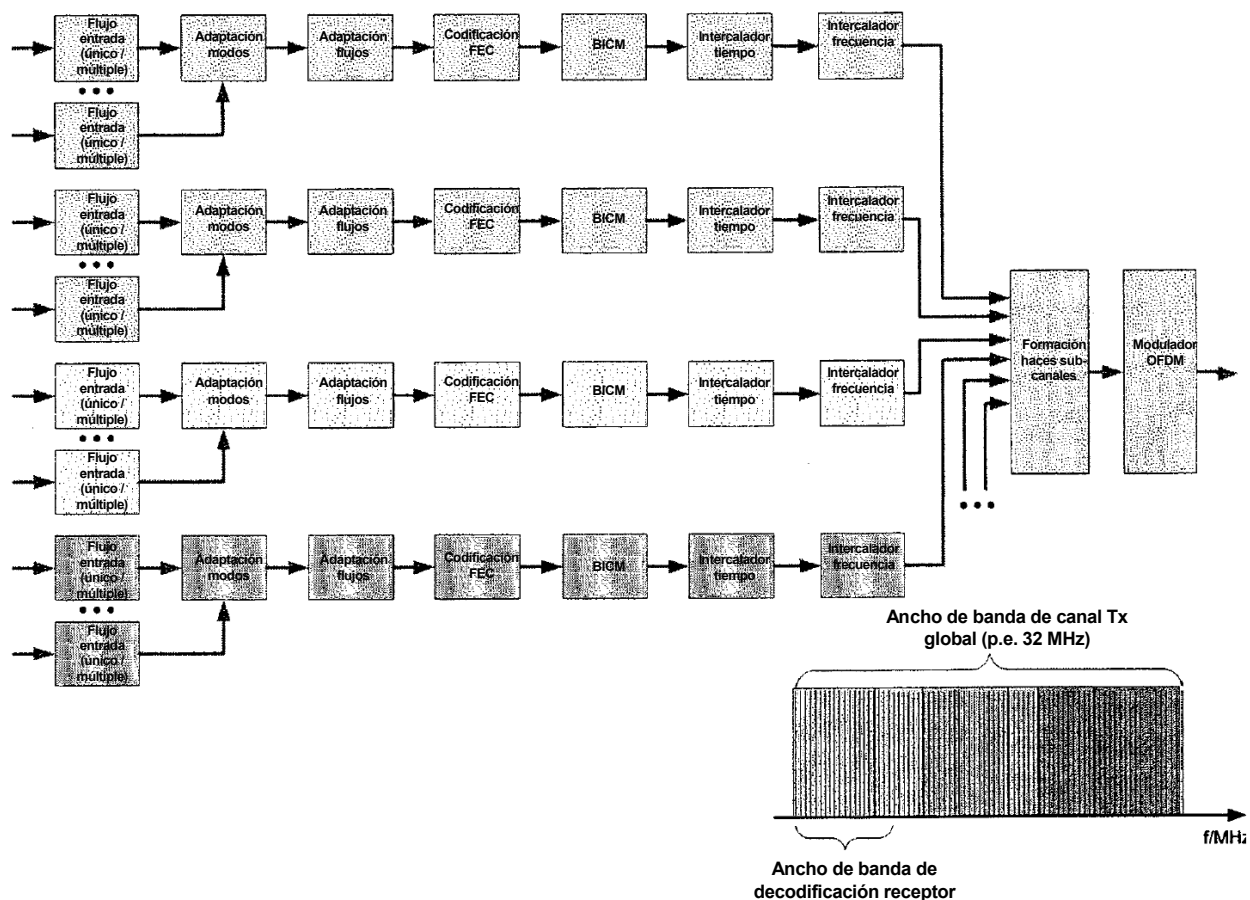 Flujo
entrada
(único /
múltiple)
Adaptación
modos
Adaptación
flujos
Codificación
FEC
BICM
Intercalador
tiempo
Intercalador
frecuencia
Flujo
entrada
(único /
múltiple)
Flujo
entrada
(único /
múltiple)
Adaptación
modos
Adaptación
flujos
Codificación
FEC
BICM
Intercalador
tiempo
Intercalador
frecuencia
Flujo
entrada
(único /
múltiple)
Formación
haces sub-
canales
Modulador
OFDM
Flujo
entrada
(único /
múltiple)
Adaptación
modos
Adaptación
flujos
Codificación
FEC
BICM
Intercalador
tiempo
Intercalador
frecuencia
Flujo
entrada
(único /
múltiple)
Flujo
entrada
(único /
múltiple)
Adaptación
modos
Adaptación
flujos
Codificación
FEC
BICM
Intercalador
tiempo
Intercalador
frecuencia
Flujo
entrada
(único /
múltiple)
Ancho de banda de canal Tx
global (p.e. 32 MHz)
f/MHz
Ancho de banda de
decodificación receptor